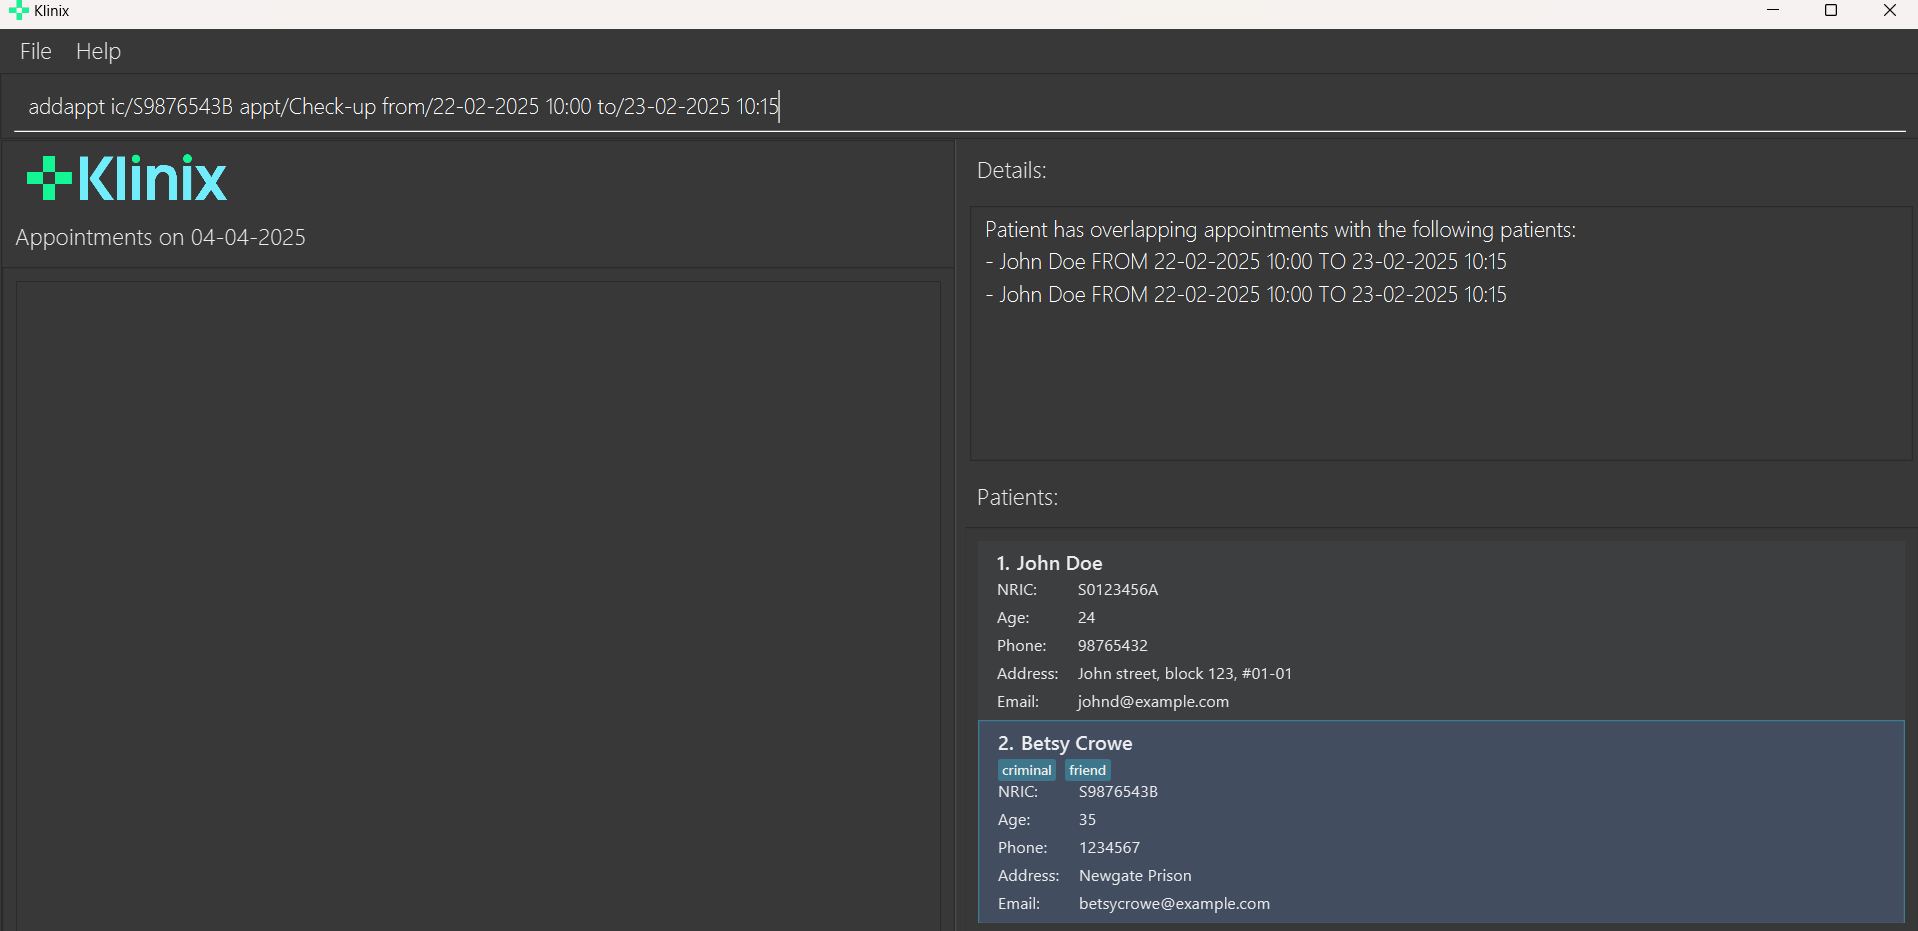 Klinix
File Help
addappt ic/S9876543B appt/Check-up from/22-02-2025 10:00 to/23-02-2025 10:15
Klinix
Appointments on 04-04-2025
Details:
Patient has overlapping appointments with the following patients:
- John Doe FROM 22-02-2025 10:00 TO 23-02-2025 10:15
- John Doe FROM 22-02-2025 10:00 TO 23-02-2025 10:15
Patients:
1. John Doe
NRIC: S0123456A
Age: 24
Phone: 98765432
Address: John street, block 123, #01-01
Email: johnd@example.com
2. Betsy Crowe
criminal friend
NRIC: S9876543B
Age: 35
Phone: 1234567
Address: Newgate Prison
Email: betsycrowe@example.com